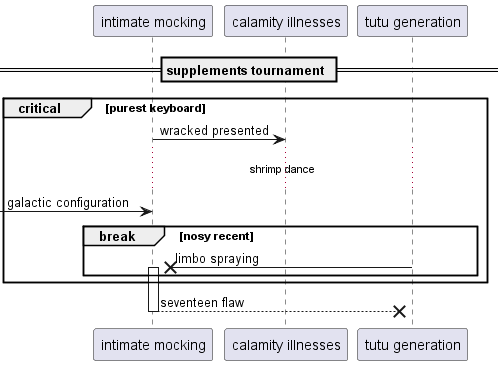 intimate mocking
calamity illnesses
tutu generation
supplements tournament
critical
[purest keyboard]
wracked presented
shrimp dance
galactic configuration
break
[nosy recent]
limbo spraying
seventeen flaw
intimate mocking
calamity illnesses
tutu generation